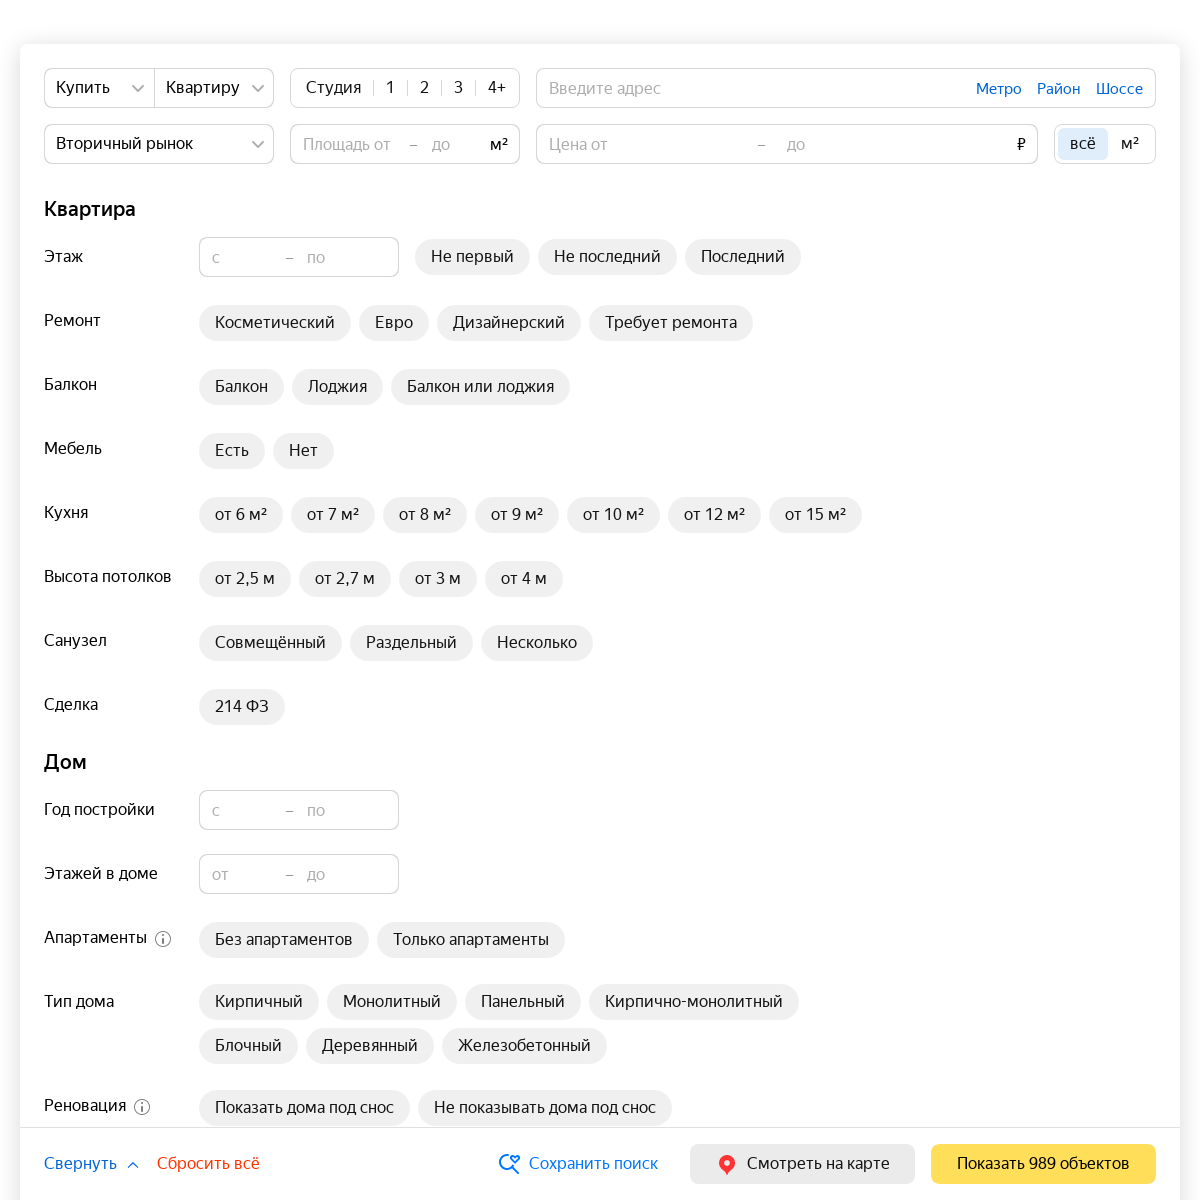 Купить Квартиру Студия 1 2 3 4+ Введите адрес Метро Район Шоссе
Вторичный рынок Площадь от – до м² Цена от – до ₽ всё м²
Квартира
Этаж с – по Не первый Не последний Последний
Ремонт Косметический Евро Дизайнерский Требует ремонта
Балкон Балкон Лоджия Балкон или лоджия
Мебель Есть Нет
Кухня от 6 м² от 7 м² от 8 м² от 9 м² от 10 м² от 12 м² от 15 м²
Высота потолков от 2,5 м от 2,7 м от 3 м от 4 м
Санузел Совмещённый Раздельный Несколько
Сделка 214 ФЗ
Дом
Год постройки с – по
Этажей в доме от – до
Апартаменты Без апартаментов Только апартаменты
Тип дома Кирпичный Монолитный Панельный Кирпично-монолитный
Блочный Деревянный Железобетонный
Реновация Показать дома под снос Не показывать дома под снос
Свернуть Сбросить всё Сохранить поиск Смотреть на карте Показать 989 объектов